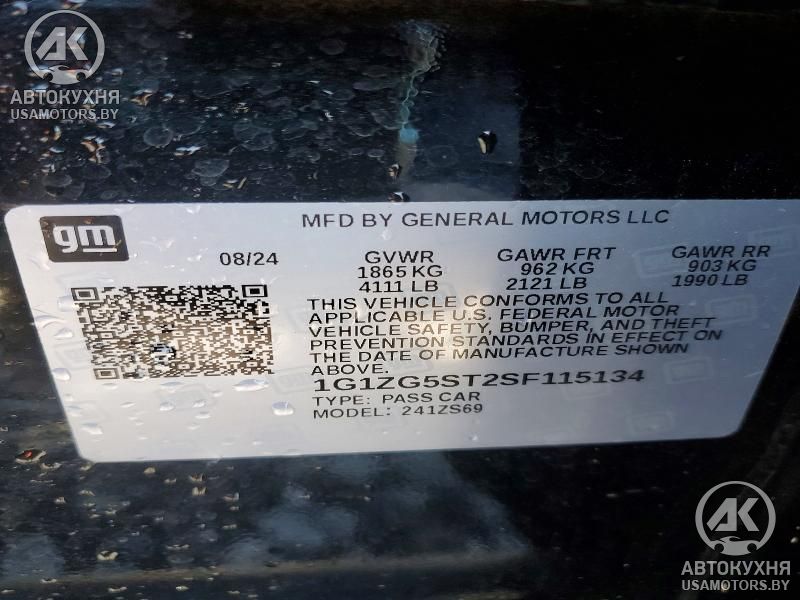 АК
АВТОКУХНЯ
USAMOTORS.BY
gm
MFD BY GENERAL MOTORS LLC
08/24 GVWR GAWR FRT GAWR RR
1865 KG 962 KG 903 KG
4111 LB 2121 LB 1990 LB
THIS VEHICLE CONFORMS TO ALL
APPLICABLE U.S. FEDERAL MOTOR
VEHICLE SAFETY, BUMPER, AND THEFT
PREVENTION STANDARDS IN EFFECT ON
THE DATE OF MANUFACTURE SHOWN
ABOVE.
1G1ZG5ST2SF115134
TYPE: PASS CAR
MODEL: 241ZS69
АК
АВТОКУХНЯ
USAMOTORS.BY